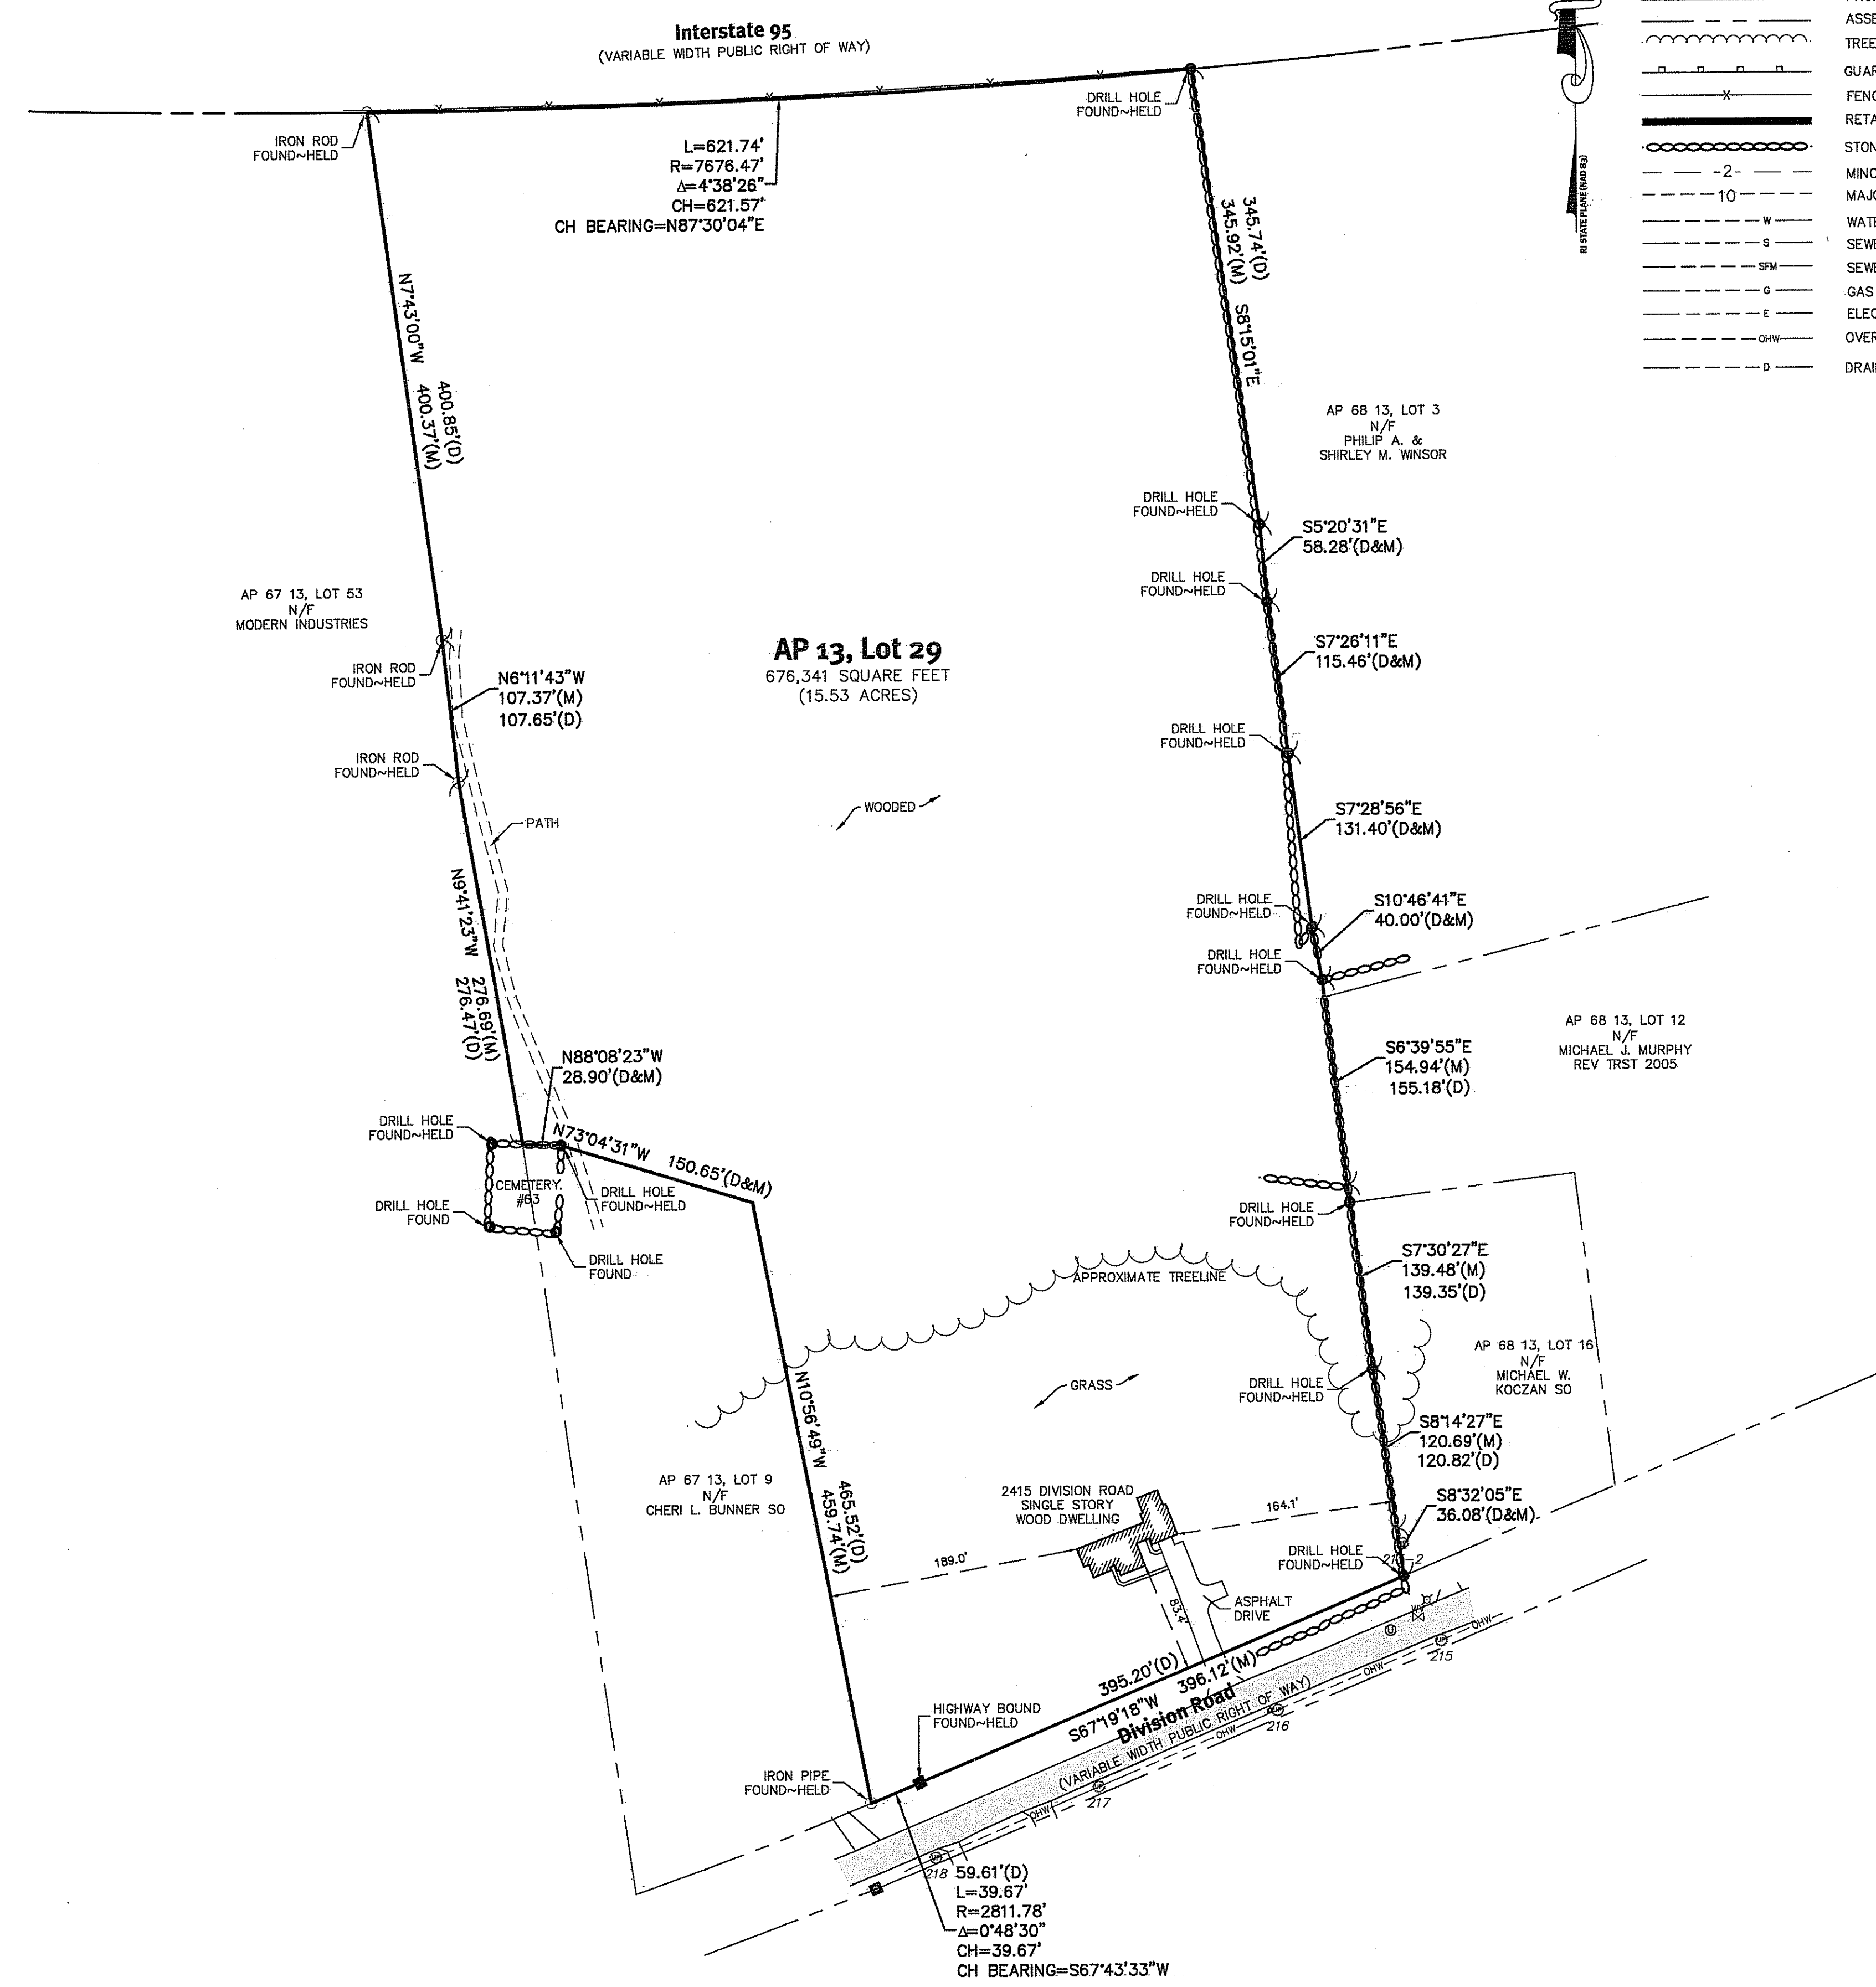 Interstate 95
(VARIABLE WIDTH PUBLIC RIGHT OF WAY)
IRON ROD
FOUND~HELD
DRILL HOLE
FOUND~HELD
L=621.74'
R=7676.47'
Δ=4°38'26"
CH=621.57'
CH BEARING=N87°30'04"E
RI STATE PLANE (NAD 83)
-2-
10
W
S
SFM
G
GAS
E
OHW
D
N7°43'00"W
400.85'(D)
400.37'(M)
345.74'(D)
345.92'(M)
S8°15'01"E
AP 68 13, LOT 3
N/F
PHILIP A. &
SHIRLEY M. WINSOR
DRILL HOLE
FOUND~HELD
S5°20'31"E
58.28'(D&M)
DRILL HOLE
FOUND~HELD
AP 67 13, LOT 53
N/F
MODERN INDUSTRIES
AP 13, Lot 29
676,341 SQUARE FEET
(15.53 ACRES)
S7°26'11"E
115.46'(D&M)
IRON ROD
FOUND~HELD
N6°11'43"W
107.37'(M)
107.65'(D)
DRILL HOLE
FOUND~HELD
IRON ROD
FOUND~HELD
WOODED
PATH
S7°28'56"E
131.40'(D&M)
N9°41'23"W
276.69'(M)
276.47'(D)
DRILL HOLE
FOUND~HELD
S10°46'41"E
40.00'(D&M)
DRILL HOLE
FOUND~HELD
AP 68 13, LOT 12
N/F
MICHAEL J. MURPHY
REV TRST 2005
S6°39'55"E
154.94'(M)
155.18'(D)
N88°08'23"W
28.90'(D&M)
DRILL HOLE
FOUND~HELD
N73°04'31"W 150.65'(D&M)
CEMETERY
#63
DRILL HOLE
FOUND~HELD
DRILL HOLE
FOUND
DRILL HOLE
FOUND
DRILL HOLE
FOUND~HELD
S7°30'27"E
139.48'(M)
139.35'(D)
APPROXIMATE TREELINE
AP 68 13, LOT 16
N/F
MICHAEL W.
KOCZAN SO
GRASS
DRILL HOLE
FOUND~HELD
N10°56'49"W
465.52'(D)
459.74'(M)
S8°14'27"E
120.69'(M)
120.82'(D)
AP 67 13, LOT 9
N/F
CHERI L. BUNNER SO
2415 DIVISION ROAD
SINGLE STORY
WOOD DWELLING
164.1'
S8°32'05"E
36.08'(D&M)
189.0'
DRILL HOLE
FOUND~HELD
83.4'
ASPHALT
DRIVE
WV
OHW
215
395.20'(D)
S67°19'18"W 396.12'(M)
Division Road
(VARIABLE WIDTH PUBLIC RIGHT OF WAY)
OHW
216
OHW
HIGHWAY BOUND
FOUND~HELD
IRON PIPE
FOUND~HELD
217
OHW
218
59.61'(D)
L=39.67'
R=2811.78'
Δ=0°48'30"
CH=39.67'
CH BEARING=S67°43'33"W